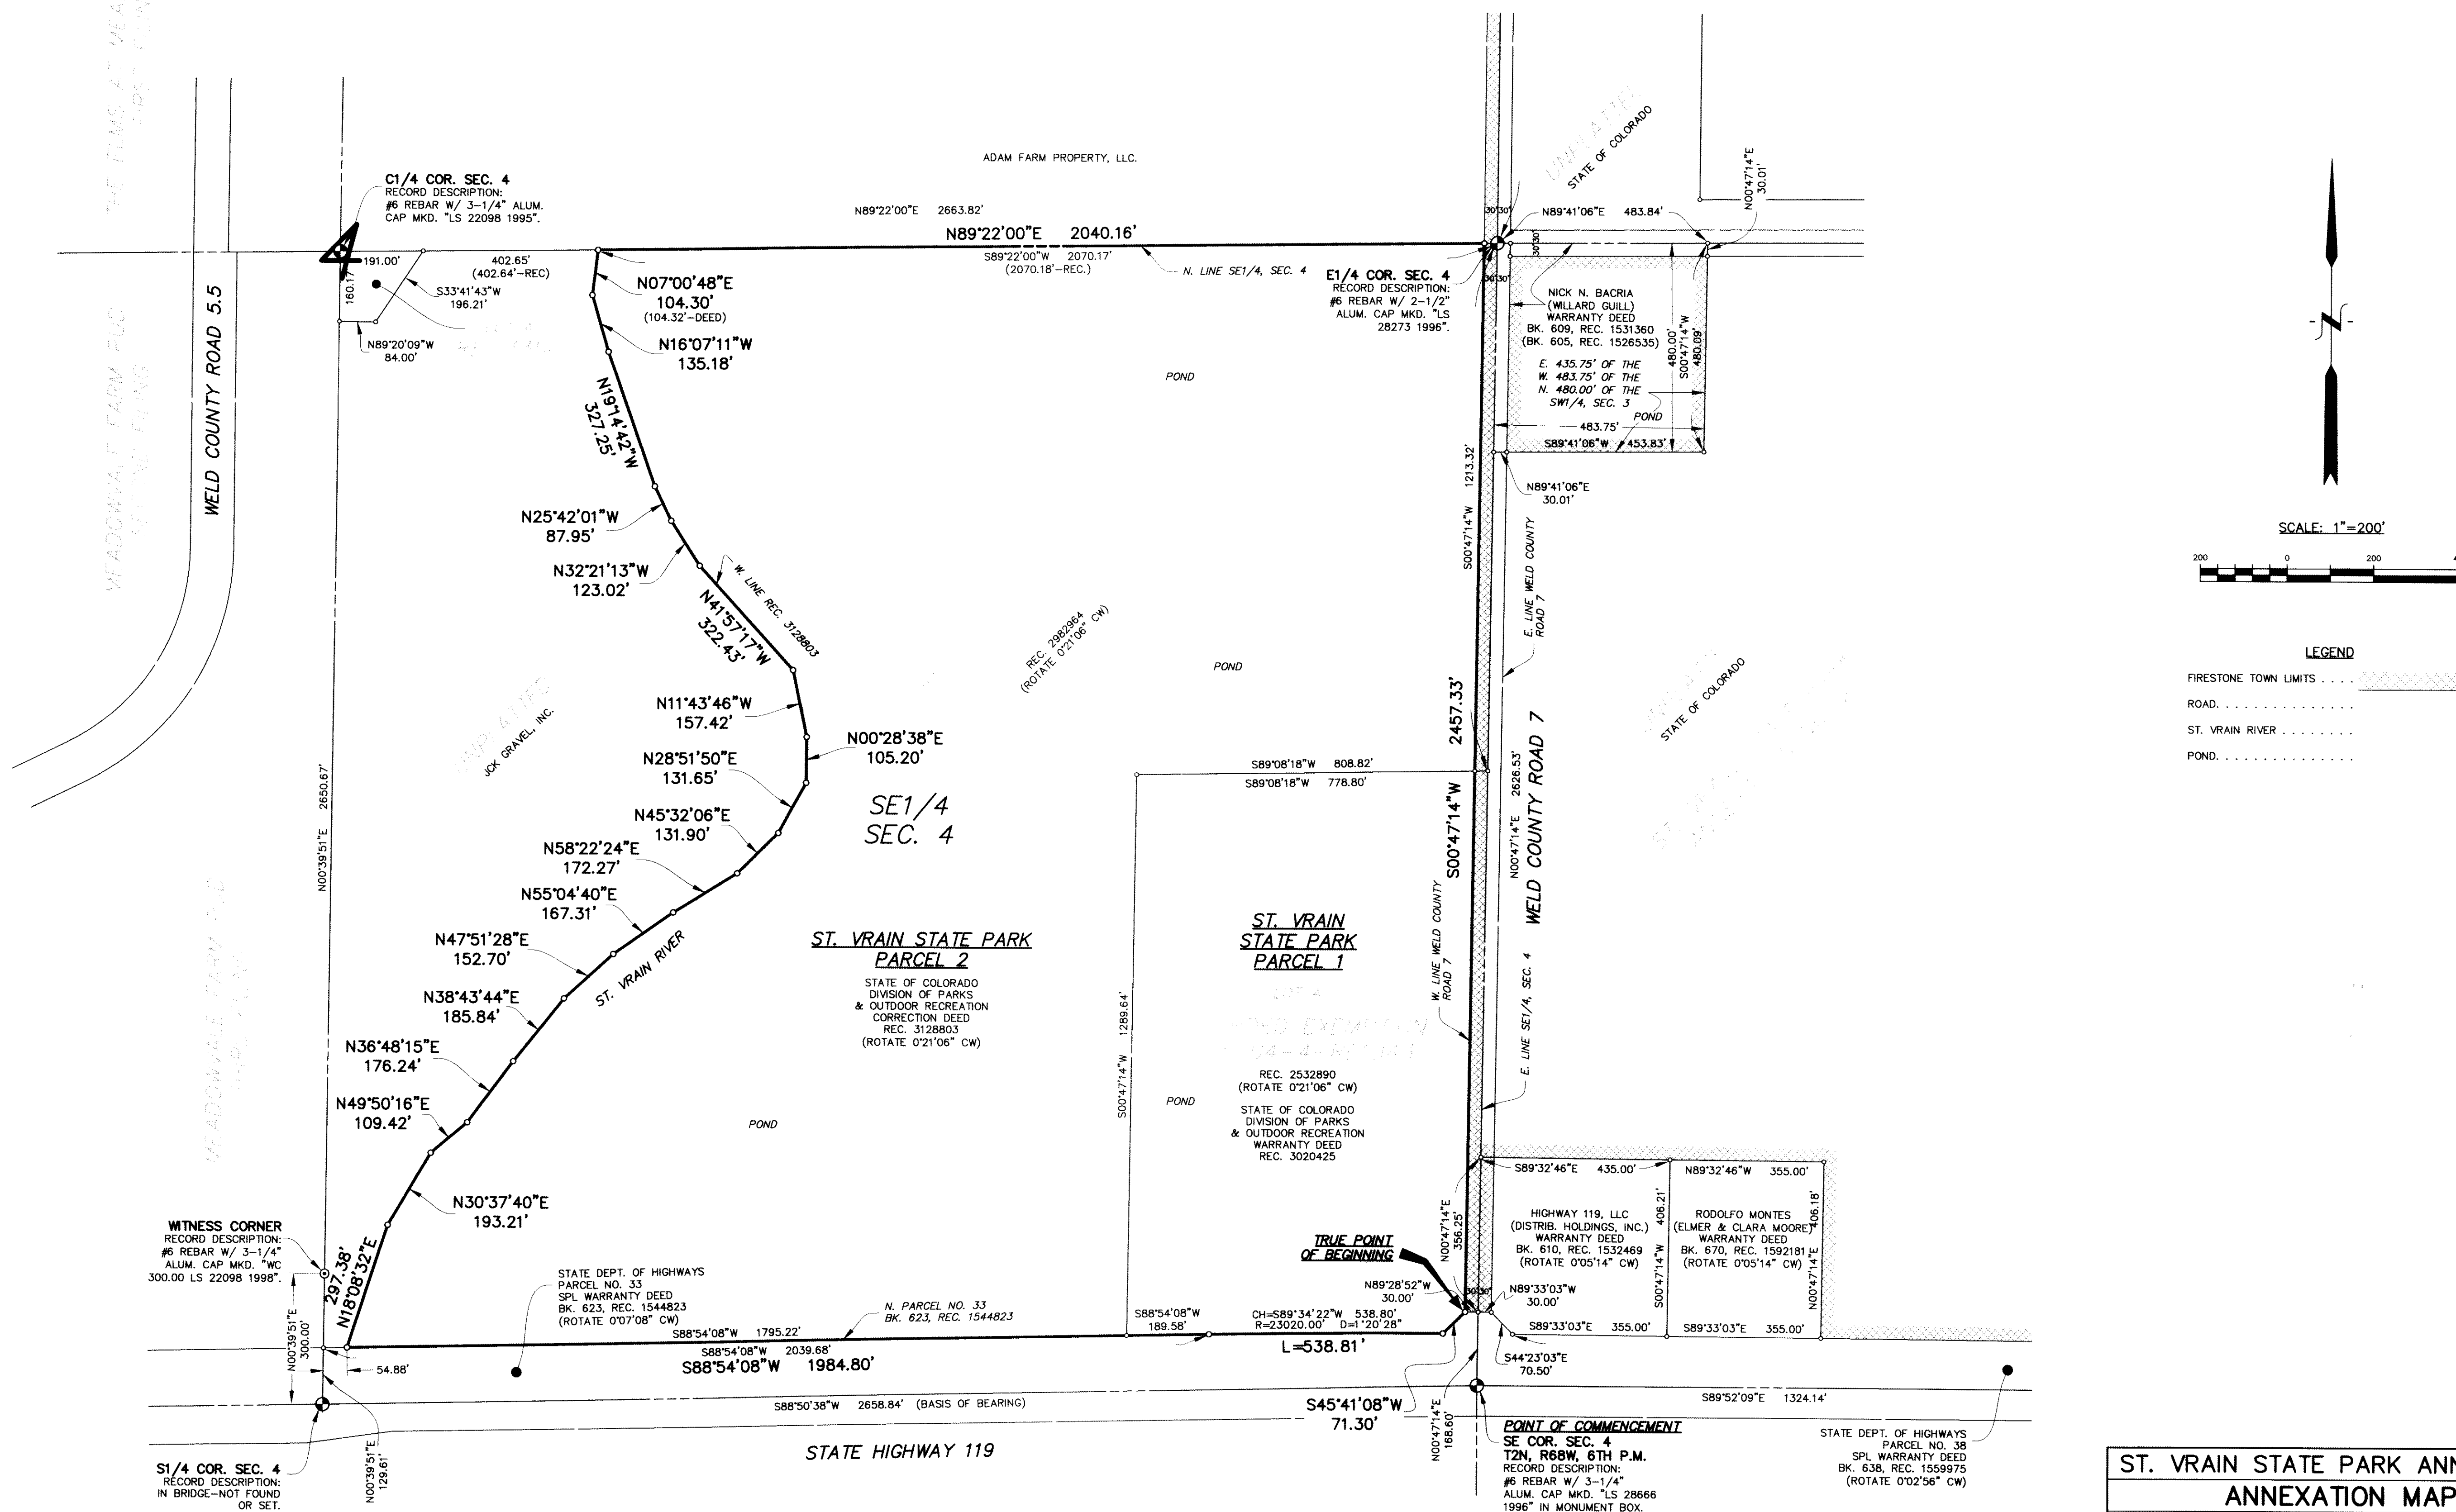 ADAM FARM PROPERTY, LLC.
STATE OF COLORADO
N00°47'14"E
30.01'
C1/4 COR. SEC. 4
RECORD DESCRIPTION:
#6 REBAR W/ 3-1/4" ALUM.
CAP MKD. "LS 22098 1995".
N89°22'00"E 2663.82'
N89°22'00"E 2040.16'
S89°22'00"W 2070.17'
(2070.18'-REC.)
N. LINE SE1/4, SEC. 4
30' 30'
N89°41'06"E 483.84'
30' 30'
30' 30'
191.00'
160.17'
402.65'
(402.64'-REC)
S33°41'43"W
196.21'
N89°20'09"W
84.00'
E1/4 COR. SEC. 4
RECORD DESCRIPTION:
#6 REBAR W/ 2-1/2"
ALUM. CAP MKD. "LS
28273 1996".
NICK N. BACRIA
(WILLARD GUILL)
WARRANTY DEED
BK. 609, REC. 1531360
(BK. 605, REC. 1526535)
E. 435.75' OF THE
W. 483.75' OF THE
N. 480.00' OF THE
SW1/4, SEC. 3
POND
480.00'
S00°47'14"W
480.09'
483.75'
S89°41'06"W 453.83'
N89°41'06"E
30.01'
N07°00'48"E
104.30'
(104.32'-DEED)
N16°07'11"W
135.18'
N19°14'42"W
327.25'
N25°42'01"W
87.95'
N32°21'13"W
123.02'
N41°57'17"W
322.43'
W. LINE REC. 3128803
N11°43'46"W
157.42'
N00°28'38"E
105.20'
N28°51'50"E
131.65'
N45°32'06"E
131.90'
N58°22'24"E
172.27'
N55°04'40"E
167.31'
N47°51'28"E
152.70'
N38°43'44"E
185.84'
N36°48'15"E
176.24'
N49°50'16"E
109.42'
N30°37'40"E
193.21'
297.38'
N18°08'32"E
ST. VRAIN RIVER
WELD COUNTY ROAD 5.5
JCK GRAVEL, INC.
N00°39'51"E 2650.67'
SE1/4
SEC. 4
POND
POND
REC. 2982964
(ROTATE 0°21'06" CW)
S00°47'14"W 1213.32'
E. LINE WELD COUNTY
ROAD 7
STATE OF COLORADO
2457.33'
S00°47'14"W
N00°47'14"E 2626.53'
WELD COUNTY ROAD 7
S89°08'18"W 808.82'
S89°08'18"W 778.80'
W. LINE WELD COUNTY
ROAD 7
E. LINE SE1/4, SEC. 4
ST. VRAIN STATE PARK
PARCEL 2
STATE OF COLORADO
DIVISION OF PARKS
& OUTDOOR RECREATION
CORRECTION DEED
REC. 3128803
(ROTATE 0°21'06" CW)
POND
S00°47'14"W 1289.64'
ST. VRAIN
STATE PARK
PARCEL 1
LOT A
REC. 2532890
(ROTATE 0°21'06" CW)
STATE OF COLORADO
DIVISION OF PARKS
& OUTDOOR RECREATION
WARRANTY DEED
REC. 3020425
POND
S89°32'46"E 435.00'
N89°32'46"W 355.00'
HIGHWAY 119, LLC
(DISTRIB. HOLDINGS, INC.)
WARRANTY DEED
BK. 610, REC. 1532469
(ROTATE 0°05'14" CW)
S00°47'14"W 406.21'
RODOLFO MONTES
(ELMER & CLARA MOORE)
WARRANTY DEED
BK. 670, REC. 1592181
(ROTATE 0°05'14" CW)
N00°47'14"E 406.18'
N00°47'14"E
356.25'
TRUE POINT
OF BEGINNING
N89°28'52"W
30.00'
30' 30'
N89°33'03"W
30.00'
S89°33'03"E 355.00'
S89°33'03"E 355.00'
S44°23'03"E
70.50'
WITNESS CORNER
RECORD DESCRIPTION:
#6 REBAR W/ 3-1/4"
ALUM. CAP MKD. "WC
300.00 LS 22098 1998".
N00°39'51"E
300.00'
STATE DEPT. OF HIGHWAYS
PARCEL NO. 33
SPL WARRANTY DEED
BK. 623, REC. 1544823
(ROTATE 0°07'08" CW)
N. PARCEL NO. 33
BK. 623, REC. 1544823
S88°54'08"W
189.58'
CH=S89°34'22"W 538.80'
R=23020.00' D=1°20'28"
L=538.81'
S88°54'08"W 1795.22'
S88°54'08"W 2039.68'
S88°54'08"W 1984.80'
54.88'
S45°41'08"W
71.30'
N00°47'14"E
168.60'
S88°50'38"W 2658.84' (BASIS OF BEARING)
S89°52'09"E 1324.14'
N00°39'51"E
129.61'
STATE HIGHWAY 119
S1/4 COR. SEC. 4
RECORD DESCRIPTION:
IN BRIDGE-NOT FOUND
OR SET.
POINT OF COMMENCEMENT
SE COR. SEC. 4
T2N, R68W, 6TH P.M.
RECORD DESCRIPTION:
#6 REBAR W/ 3-1/4"
ALUM. CAP MKD. "LS 28666
1996" IN MONUMENT BOX.
STATE DEPT. OF HIGHWAYS
PARCEL NO. 38
SPL WARRANTY DEED
BK. 638, REC. 1559975
(ROTATE 0°02'56" CW)
N
SCALE: 1"=200'
200 0 200
LEGEND
FIRESTONE TOWN LIMITS . . . .
ROAD. . . . . . . . . . . . . . .
ST. VRAIN RIVER . . . . . . . .
POND. . . . . . . . . . . . . . .
ST. VRAIN STATE PARK
ANNEXATION MAP